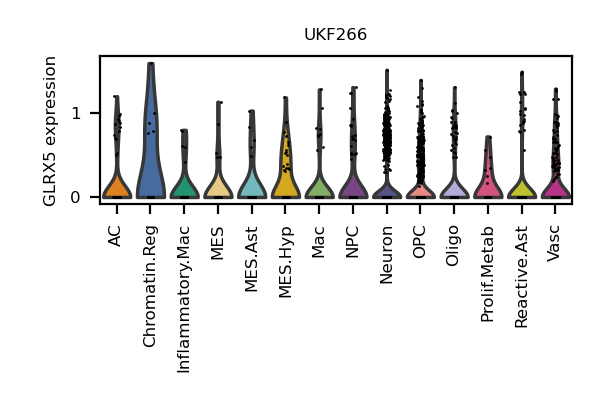 UKF266
GLRX5 expression
1
0
AC
Chromatin.Reg
Inflammatory.Mac
MES
MES.Ast
MES.Hyp
Mac
NPC
Neuron
OPC
Oligo
Prolif.Metab
Reactive.Ast
Vasc